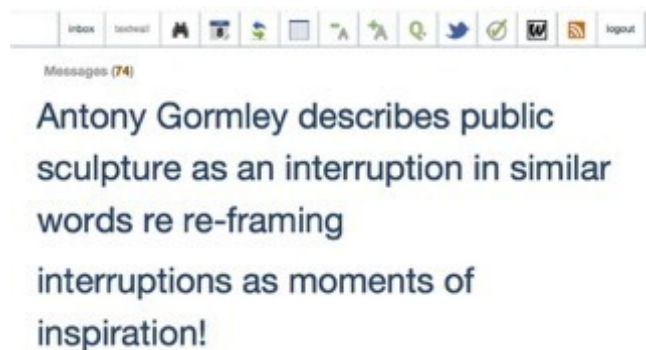 inbox textwall A A Q. W logout
Messages (74)
Antony Gormley describes public
sculpture as an interruption in similar
words re re-framing
interruptions as moments of
inspiration!